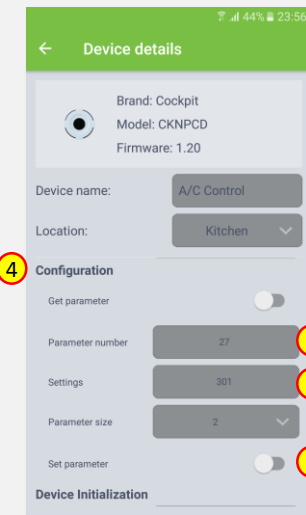 44% 23:56
Device details
Brand: Cockpit
Model: CKNPCD
Firmware: 1.20
Device name: A/C Control
Location: Kitchen
4 Configuration
Get parameter
Parameter number 27
Settings 301
Parameter size 2
Set parameter
Device Initialization